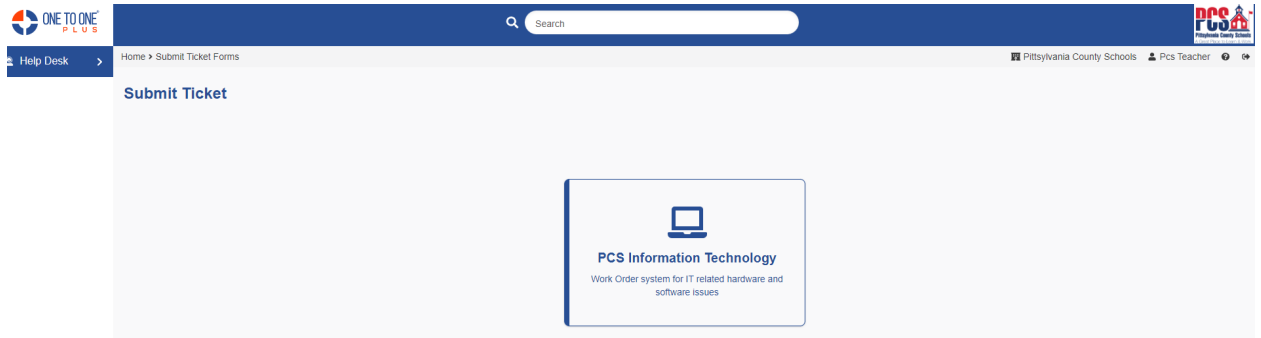 ONE TO ONE
PLUS
Search
PCS
Pittsylvania County Schools
Help Desk
Home > Submit Ticket Forms
Pittsylvania County Schools
Pcs Teacher
Submit Ticket
PCS Information Technology
Work Order system for IT related hardware and
software issues